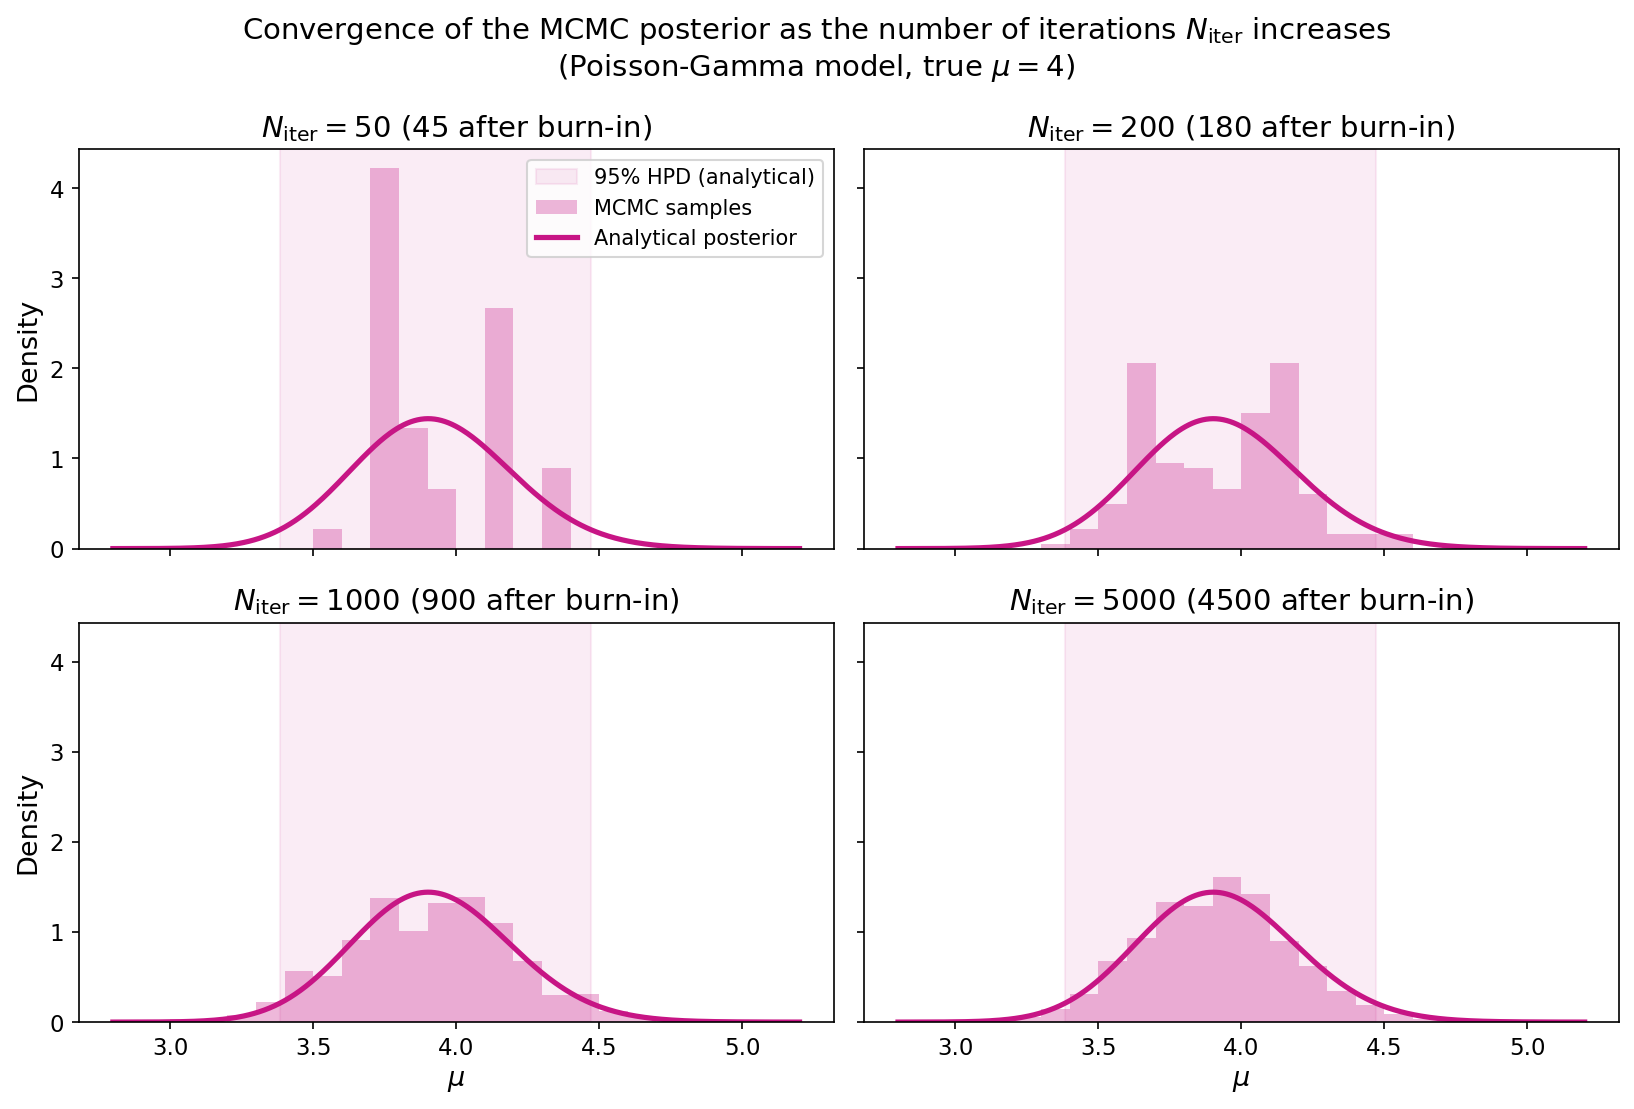 Convergence of the MCMC posterior as the number of iterations N_iter increases
(Poisson-Gamma model, true μ = 4)
N_iter = 50 (45 after burn-in)
N_iter = 200 (180 after burn-in)
95% HPD (analytical)
MCMC samples
Analytical posterior
Density
4
3
2
1
0
N_iter = 1000 (900 after burn-in)
N_iter = 5000 (4500 after burn-in)
Density
4
3
2
1
0
3.0 3.5 4.0 4.5 5.0
3.0 3.5 4.0 4.5 5.0
μ
μ